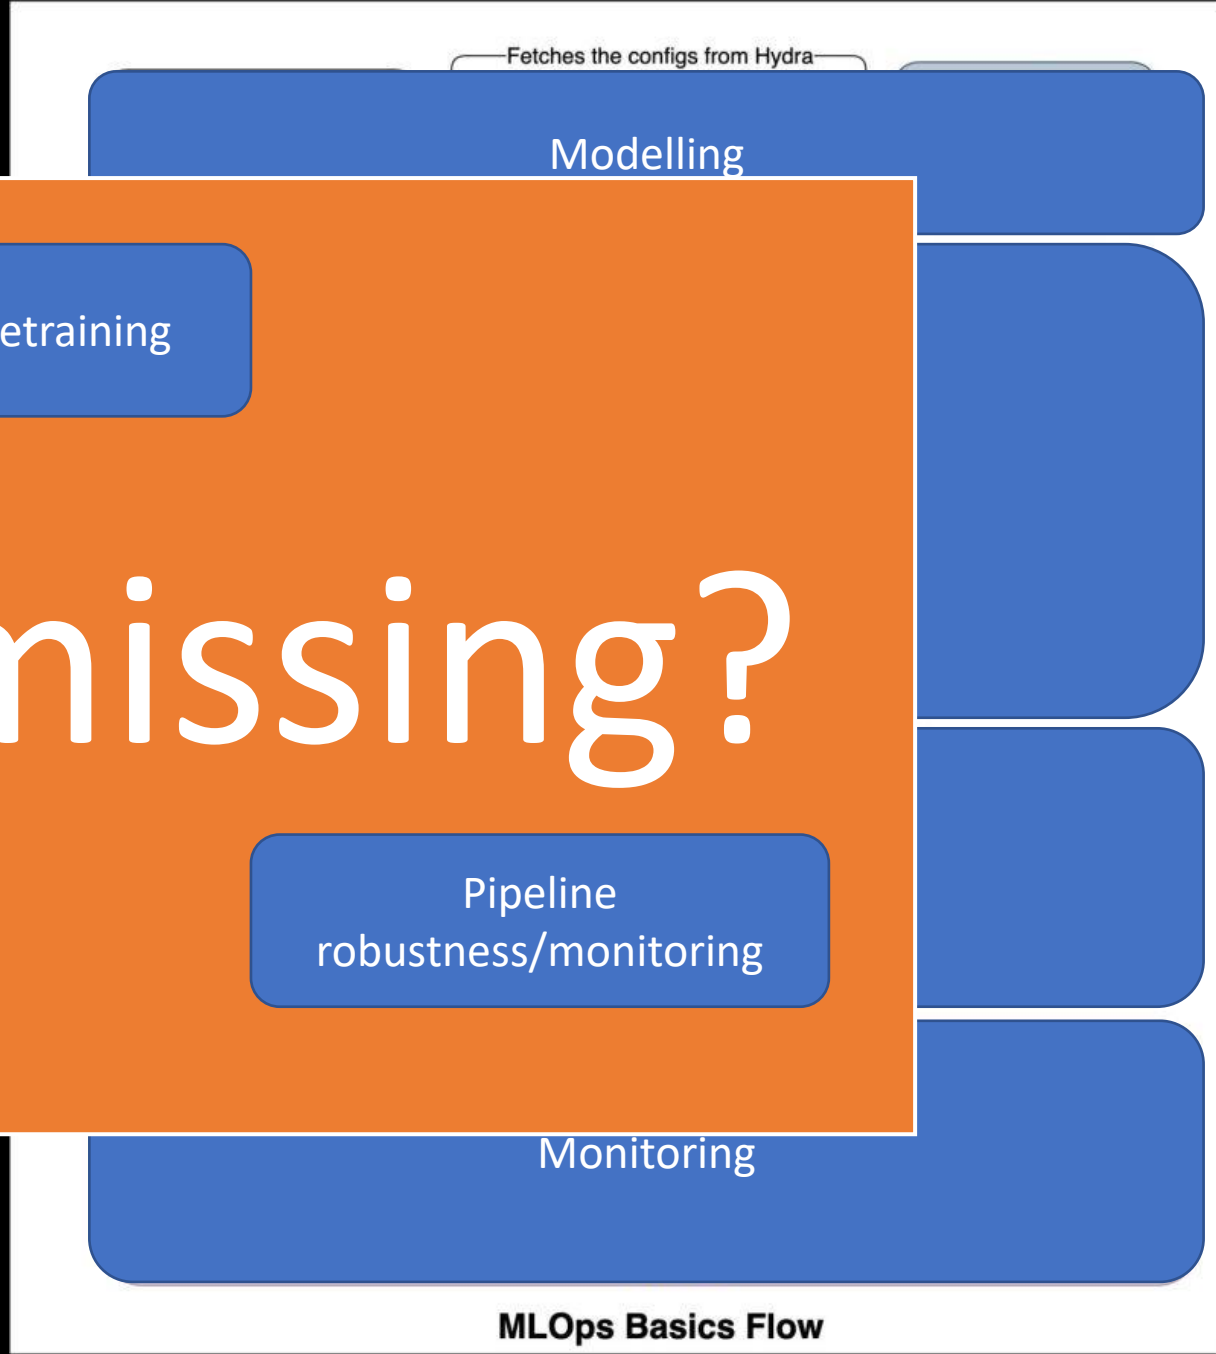 Fetches the configs from Hydra
Modelling
etraining
missing?
Pipeline
robustness/monitoring
Monitoring
MLOps Basics Flow